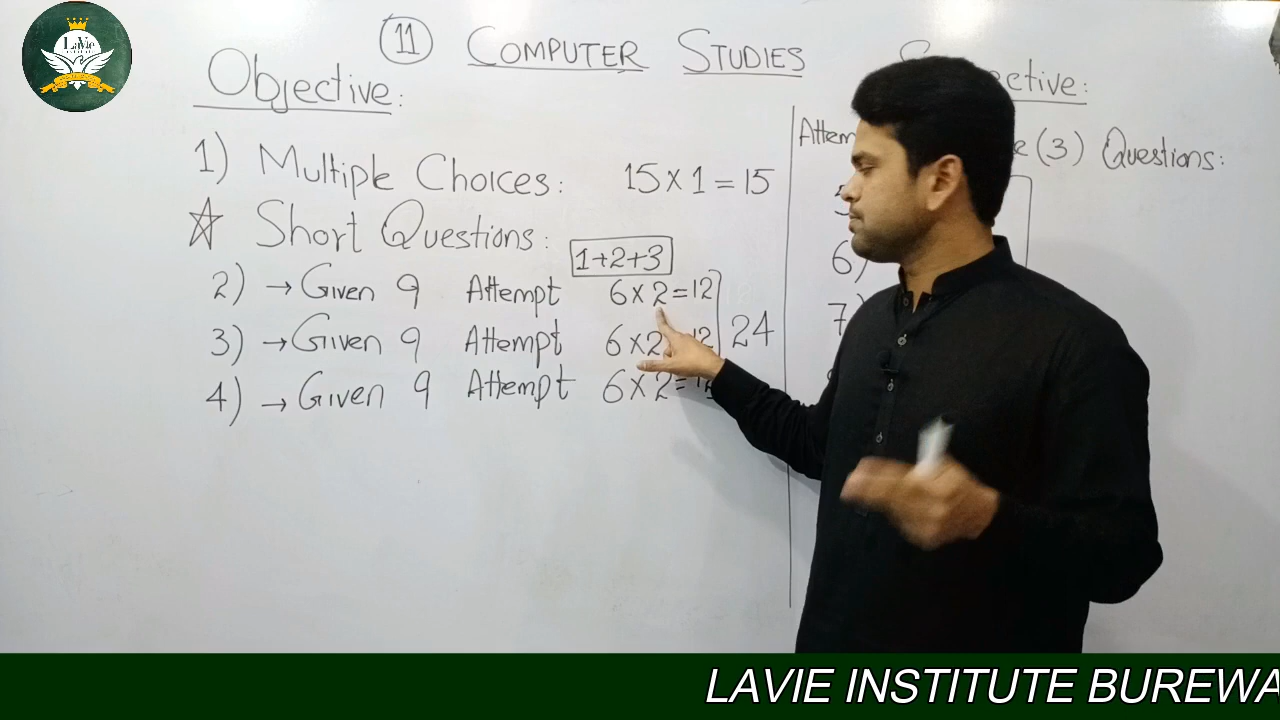 LaVie
11 COMPUTER STUDIES
Objective:
1) Multiple Choices: 15 x 1 = 15
☆ Short Questions:
1+2+3
2) → Given 9 Attempt 6 x 2 = 12
3) → Given 9 Attempt 6 x 2 12
24
4) → Given 9 Attempt 6 x 2 =
(3) Questions:
6)
7)
LAVIE INSTITUTE BUREWA